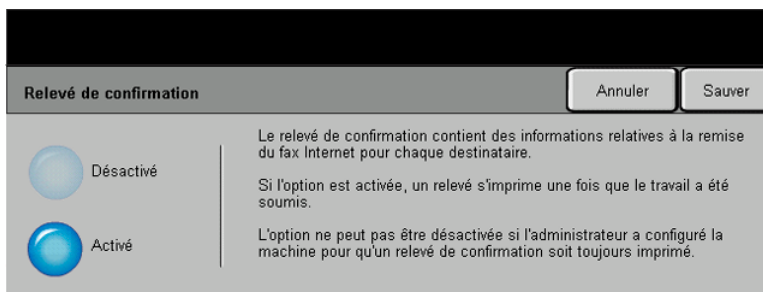 Relevé de confirmation
Annuler
Sauver
Désactivé
Activé
Le relevé de confirmation contient des informations relatives à la remise
du fax Internet pour chaque destinataire.
Si l'option est activée, un relevé s'imprime une fois que le travail a été
soumis.
L'option ne peut pas être désactivée si l'administrateur a configuré la
machine pour qu'un relevé de confirmation soit toujours imprimé.